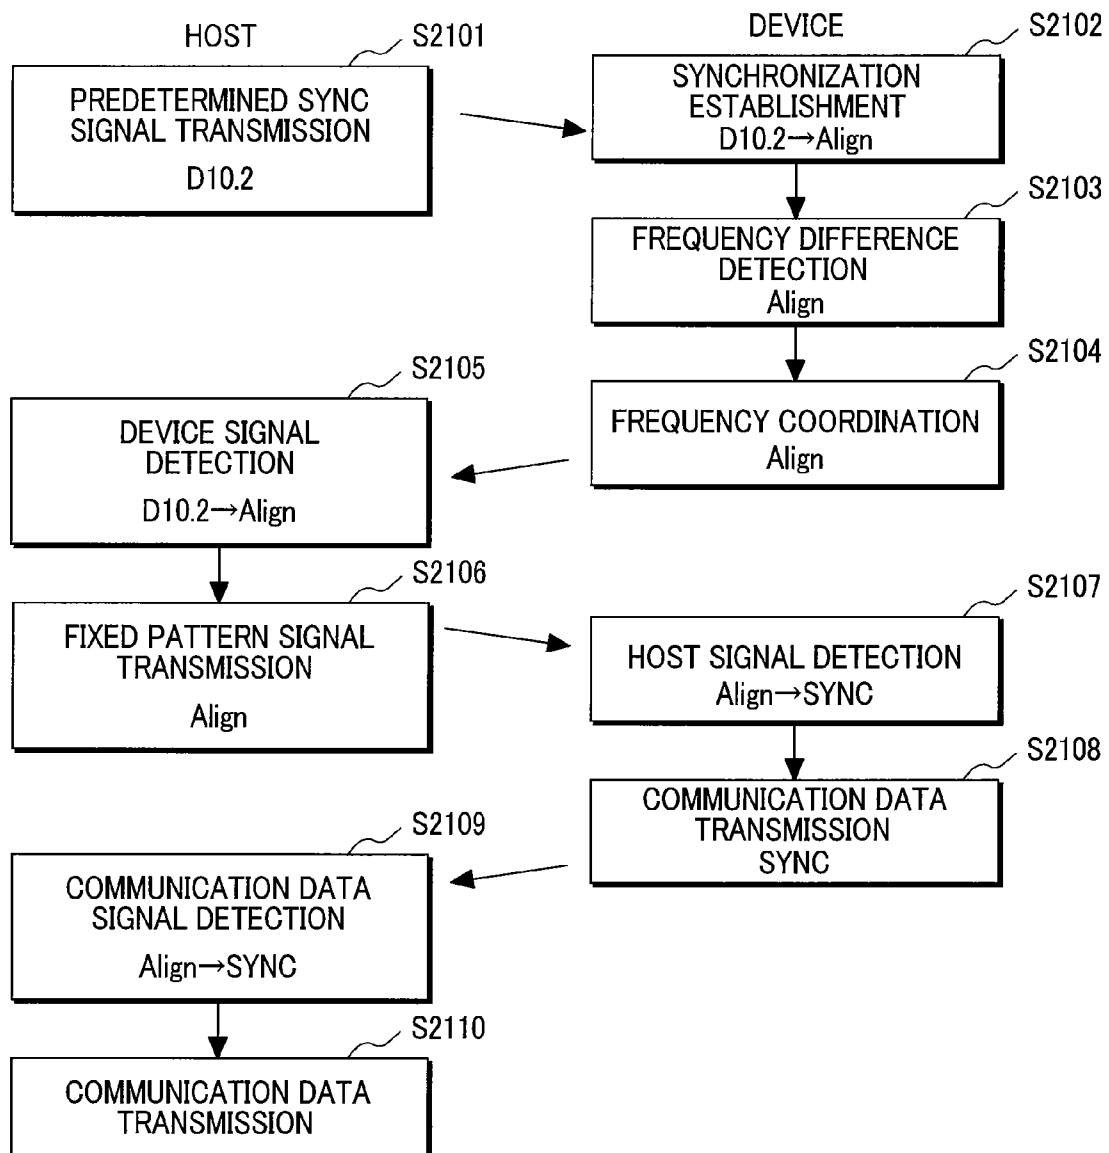 HOST
DEVICE
S2101
PREDETERMINED SYNC
SIGNAL TRANSMISSION
D10.2
S2102
SYNCHRONIZATION
ESTABLISHMENT
D10.2→Align
S2103
FREQUENCY DIFFERENCE
DETECTION
Align
S2104
FREQUENCY COORDINATION
Align
S2105
DEVICE SIGNAL
DETECTION
D10.2→Align
S2106
FIXED PATTERN SIGNAL
TRANSMISSION
Align
S2107
HOST SIGNAL DETECTION
Align→SYNC
S2108
COMMUNICATION DATA
TRANSMISSION
SYNC
S2109
COMMUNICATION DATA
SIGNAL DETECTION
Align→SYNC
S2110
COMMUNICATION DATA
TRANSMISSION